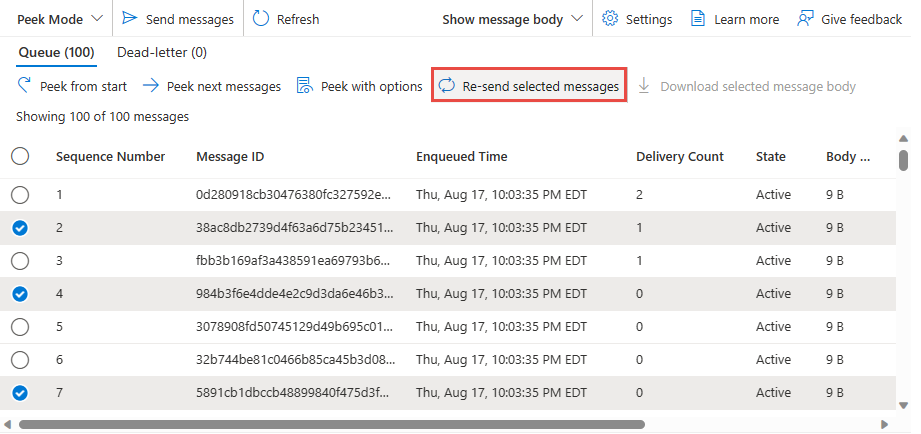 Peek Mode Send messages Refresh Show message body Settings Learn more Give feedback
Queue (100) Dead-letter (0)
Peek from start Peek next messages Peek with options Re-send selected messages Download selected message body
Showing 100 of 100 messages
Sequence Number Message ID Enqueued Time Delivery Count State Body ...
1 0d280918cb30476380fc327592e... Thu, Aug 17, 10:03:35 PM EDT 2 Active 9 B
2 38ac8db2739d4f63a6d75b23451... Thu, Aug 17, 10:03:35 PM EDT 1 Active 9 B
3 fbb3b169af3a438591ea69793b6... Thu, Aug 17, 10:03:35 PM EDT 1 Active 9 B
4 984b3f6e4dde4e2c9d3da6e46b3... Thu, Aug 17, 10:03:35 PM EDT 0 Active 9 B
5 3078908fd50745129d49b695c01... Thu, Aug 17, 10:03:35 PM EDT 0 Active 9 B
6 32b744be81c0466b85ca45b3d08... Thu, Aug 17, 10:03:35 PM EDT 0 Active 9 B
7 5891cb1dbccb48899840f475d3f... Thu, Aug 17, 10:03:35 PM EDT 0 Active 9 B